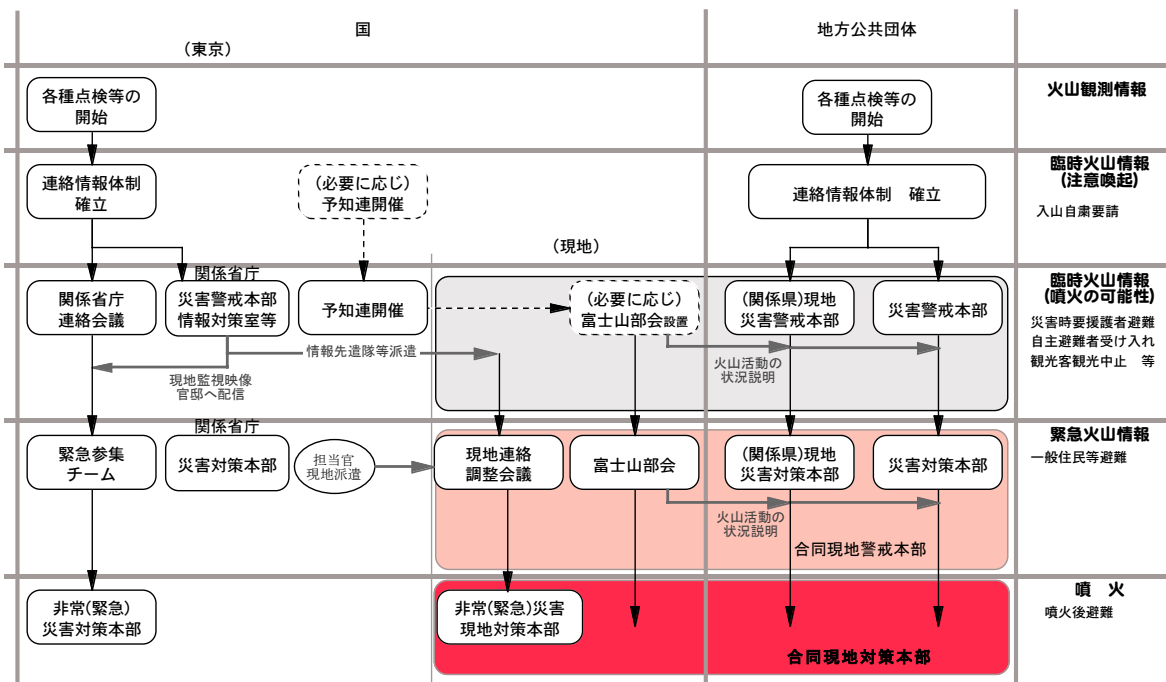 国
地方公共団体
(東京)
各種点検等の
開始
各種点検等の
開始
火山観測情報
連絡情報体制
確立
(必要に応じ)
予知連開催
連絡情報体制　確立
臨時火山情報
(注意喚起)
入山自粛要請
(現地)
関係省庁
連絡会議
関係省庁
災害警戒本部
情報対策室等
予知連開催
(必要に応じ)
富士山部会設置
(関係県)現地
災害警戒本部
災害警戒本部
臨時火山情報
(噴火の可能性)
災害時要援護者避難
自主避難者受け入れ
観光客観光中止　等
情報先遣隊等派遣
現地監視映像
官邸へ配信
火山活動の
状況説明
緊急参集
チーム
関係省庁
災害対策本部
担当官
現地派遣
現地連絡
調整会議
富士山部会
(関係県)現地
災害対策本部
災害対策本部
緊急火山情報
一般住民等避難
火山活動の
状況説明
合同現地警戒本部
非常(緊急)
災害対策本部
非常(緊急)災害
現地対策本部
合同現地対策本部
噴　火
噴火後避難